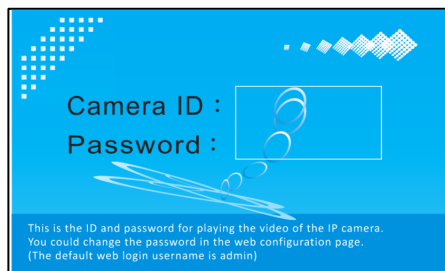 Camera ID：
Password：
This is the ID and password for playing the video of the IP camera.
You could change the password in the web configuration page.
(The default web login username is admin)